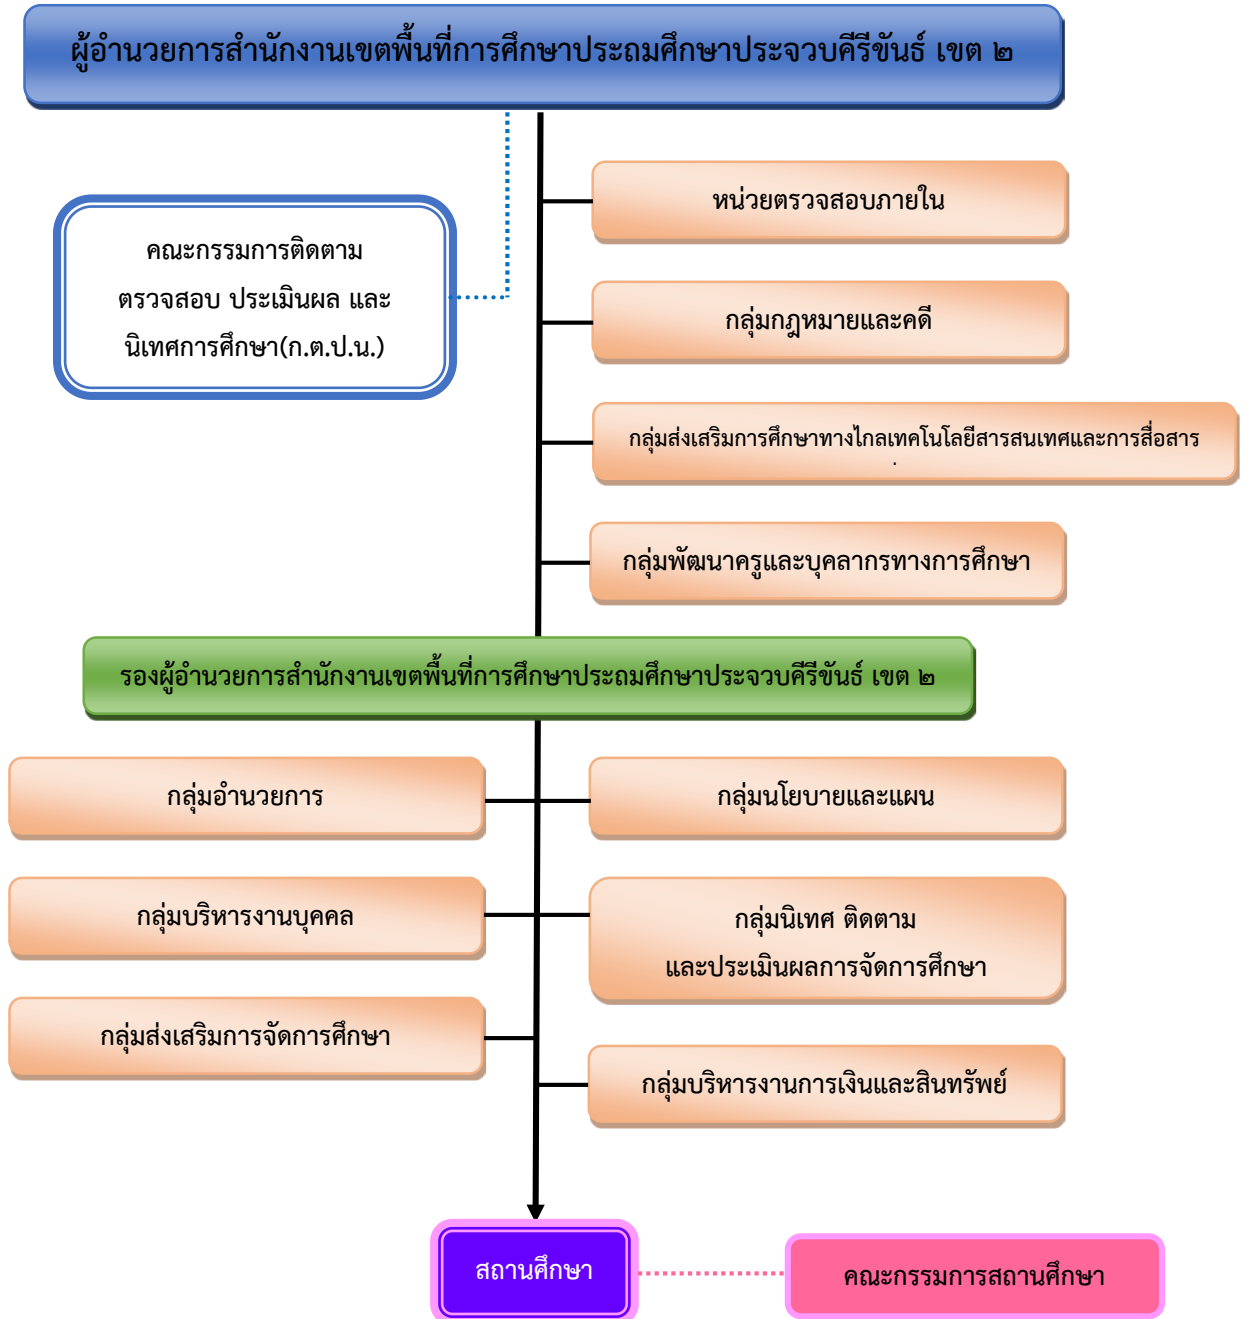 ผู้อำนวยการสำนักงานเขตพื้นที่การศึกษาประถมศึกษาประจวบคีรีขันธ์ เขต ๒
หน่วยตรวจสอบภายใน
คณะกรรมการติดตาม
ตรวจสอบ ประเมินผล และ
นิเทศการศึกษา(ก.ต.ป.น.)
กลุ่มกฎหมายและคดี
กลุ่มส่งเสริมการศึกษาทางไกลเทคโนโลยีสารสนเทศและการสื่อสาร
กลุ่มพัฒนาครูและบุคลากรทางการศึกษา
รองผู้อำนวยการสำนักงานเขตพื้นที่การศึกษาประถมศึกษาประจวบคีรีขันธ์ เขต ๒
กลุ่มอำนวยการ
กลุ่มนโยบายและแผน
กลุ่มบริหารงานบุคคล
กลุ่มนิเทศ ติดตาม
และประเมินผลการจัดการศึกษา
กลุ่มส่งเสริมการจัดการศึกษา
กลุ่มบริหารงานการเงินและสินทรัพย์
สถานศึกษา
คณะกรรมการสถานศึกษา